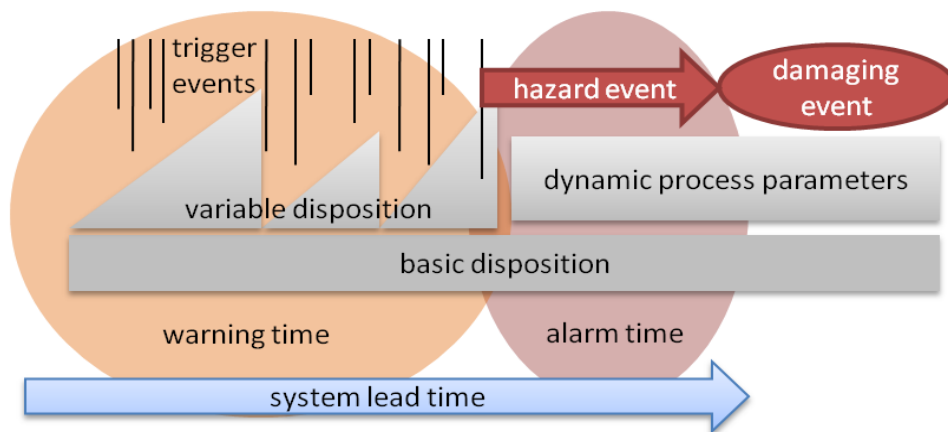 trigger
events
hazard event
damaging
event
dynamic process parameters
variable disposition
basic disposition
warning time
alarm time
system lead time